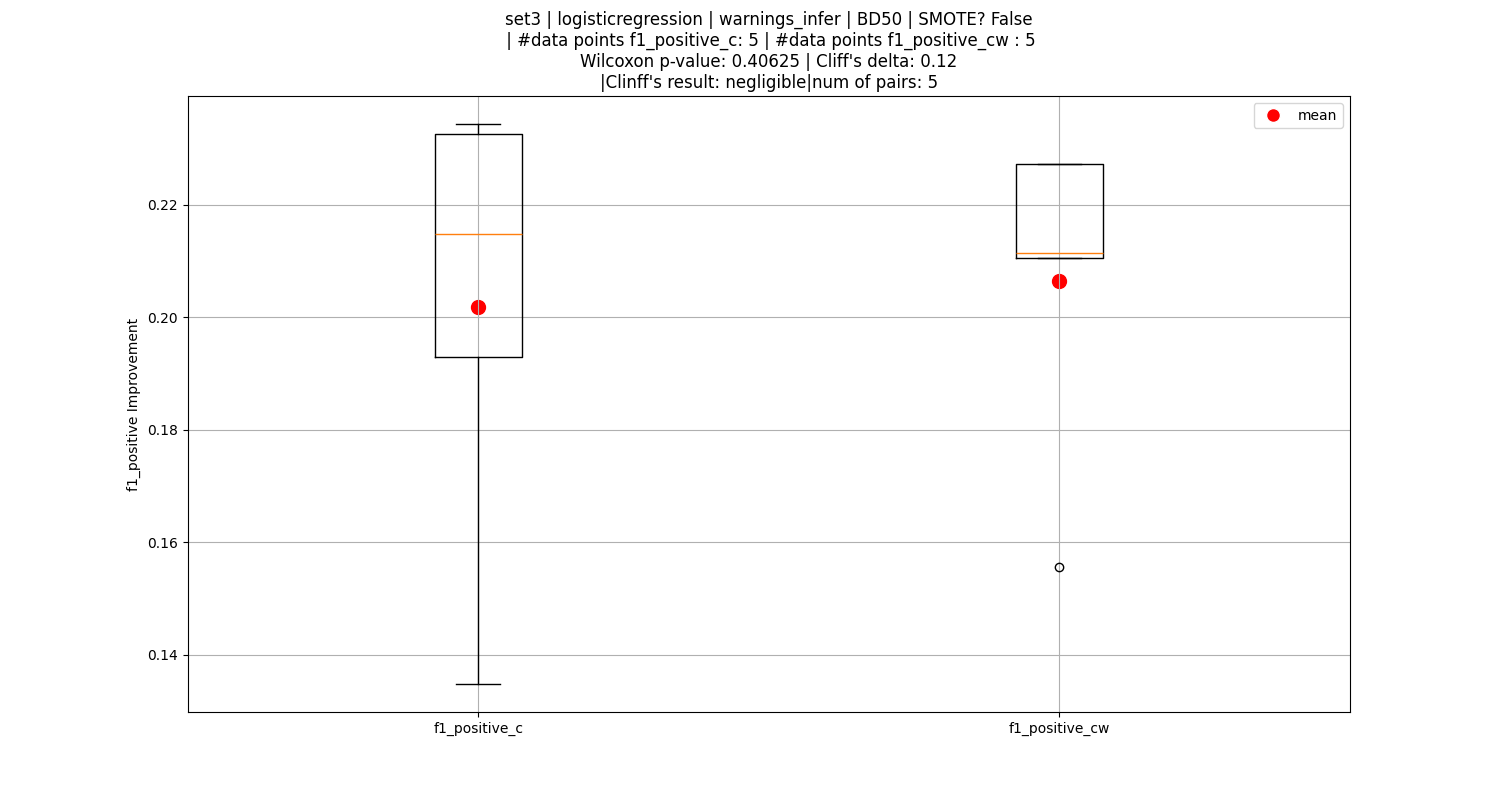 set3 | logisticregression | warnings_infer | BD50 | SMOTE? False
| #data points f1_positive_c: 5 | #data points f1_positive_cw : 5
Wilcoxon p-value: 0.40625 | Cliff's delta: 0.12
|Clinff's result: negligible|num of pairs: 5
mean
0.22
0.20
0.18
0.16
0.14
f1_positive Improvement
f1_positive_c
f1_positive_cw